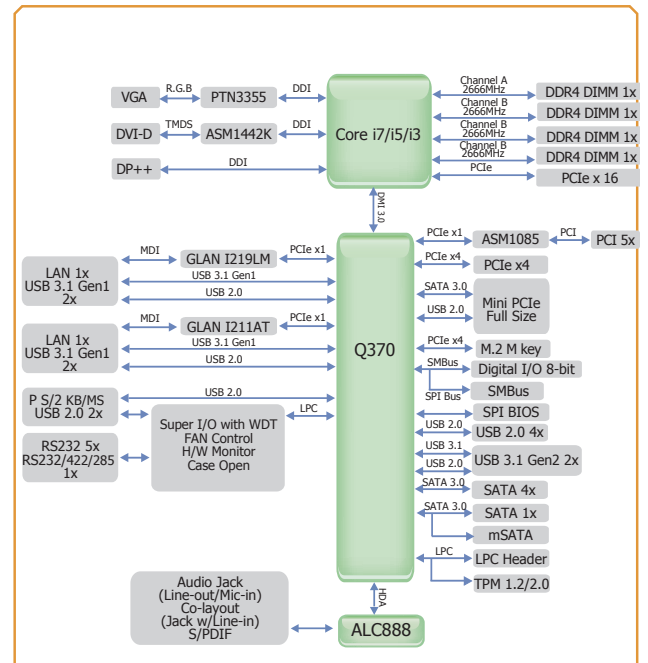 VGA
R.G.B
PTN3355
DDI
DVI-D
TMDS
ASM1442K
DDI
DP++
DDI
Core i7/i5/i3
Channel A
2666MHz
DDR4 DIMM 1x
Channel B
2666MHz
DDR4 DIMM 1x
Channel B
2666MHz
DDR4 DIMM 1x
Channel B
2666MHz
DDR4 DIMM 1x
PCIe
PCIe x 16
DMI 3.0
LAN 1x
USB 3.1 Gen1
2x
MDI
GLAN I219LM
PCIe x1
USB 3.1 Gen1
USB 2.0
LAN 1x
USB 3.1 Gen1
2x
MDI
GLAN I211AT
PCIe x1
USB 3.1 Gen1
USB 2.0
P S/2 KB/MS
USB 2.0 2x
USB 2.0
Super I/O with WDT
FAN Control
H/W Monitor
Case Open
LPC
RS232 5x
RS232/422/285
1x
Q370
PCIe x1
ASM1085
PCI
PCI 5x
PCIe x4
PCIe x4
SATA 3.0
USB 2.0
Mini PCIe
Full Size
PCIe x4
M.2 M key
SMBus
Digital I/O 8-bit
SMBus
SPI Bus
SPI BIOS
USB 2.0
USB 2.0 4x
USB 3.1
USB 2.0
USB 3.1 Gen2 2x
SATA 3.0
SATA 4x
SATA 3.0
SATA 1x
mSATA
LPC
LPC Header
TPM 1.2/2.0
HDA
Audio Jack
(Line-out/Mic-in)
Co-layout
(Jack w/Line-in)
S/PDIF
ALC888